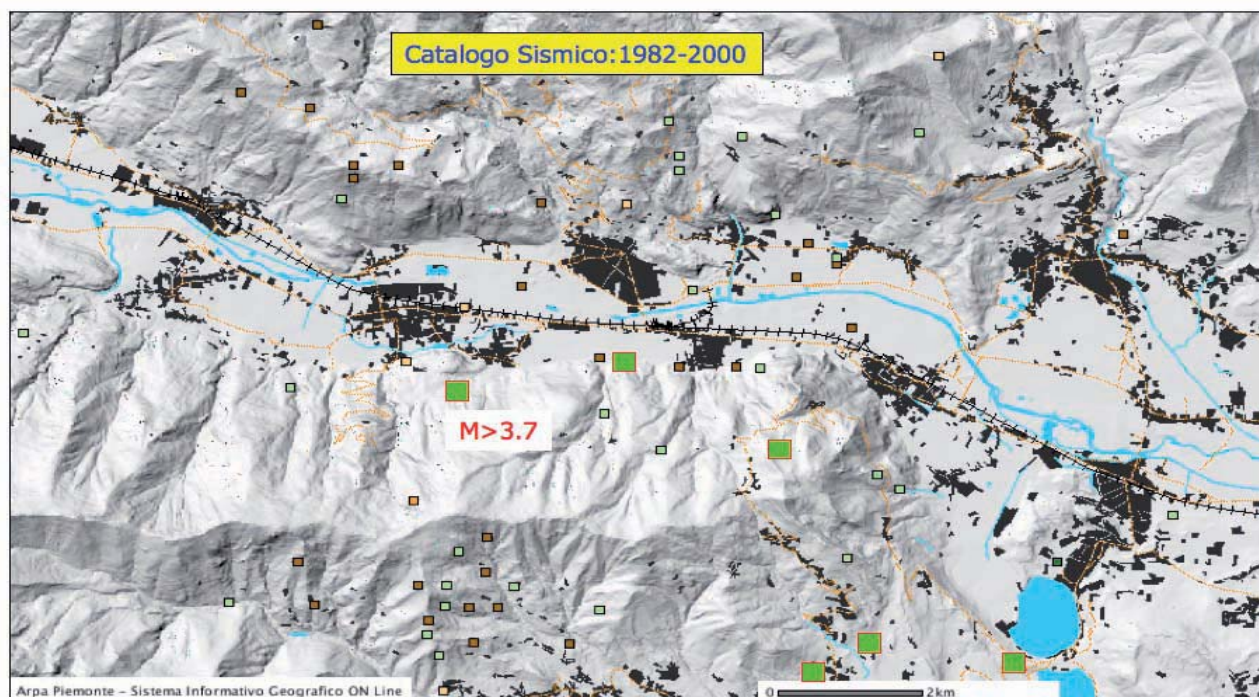 Catalogo Sismico:1982-2000
M>3.7
Arpa Piemonte - Sistema Informativo Geografico ON Line
0 2km